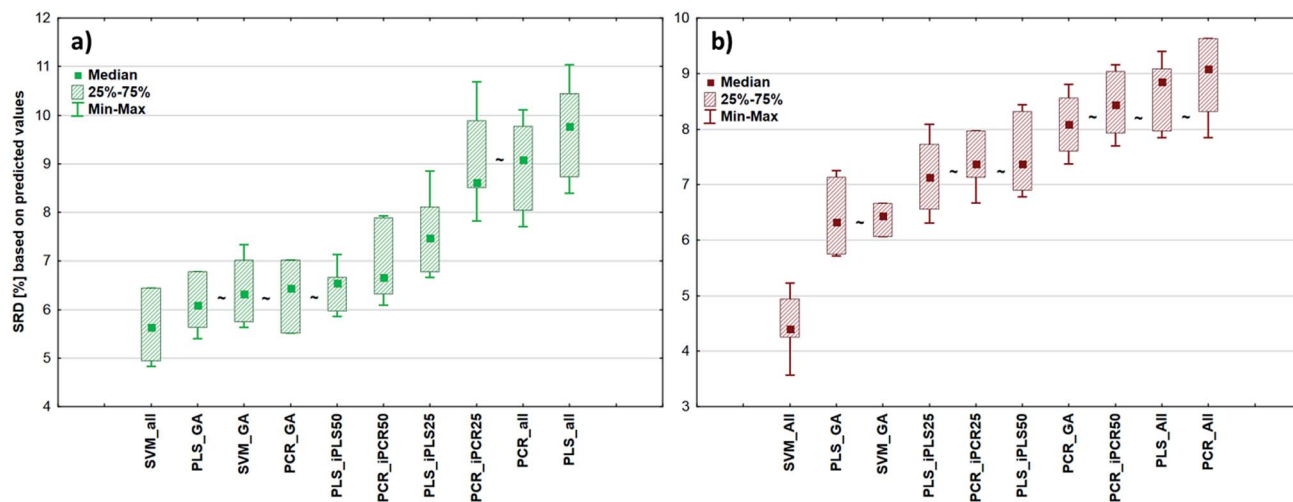 a)
Median
25%-75%
Min-Max
SRD [%] based on predicted values
12
11
10
9
8
7
6
5
4
~ ~ ~ ~
SVM_all
PLS_GA
SVM_GA
PCR_GA
PLS_iPLS50
PCR_iPCR50
PLS_iPLS25
PCR_iPCR25
PCR_all
PLS_all
b)
Median
25%-75%
Min-Max
10
9
8
7
6
5
4
3
~ ~ ~ ~ ~ ~
SVM_All
PLS_GA
SVM_GA
PLS_iPLS25
PCR_iPCR25
PLS_iPLS50
PCR_GA
PCR_iPCR50
PLS_All
PCR_All